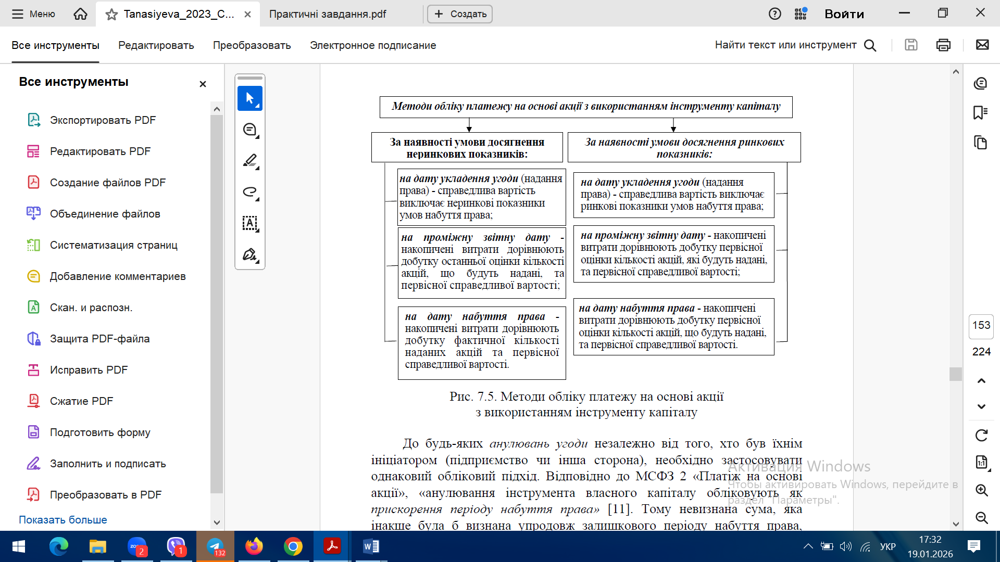 Меню
Tanasiyeva_2023_C...
Практичні завдання.pdf
Создать
Войти
Все инструменты
Редактировать
Преобразовать
Электронное подписание
Найти текст или инструмент
Все инструменты
Экспортировать PDF
Редактировать PDF
Создание файлов PDF
Объединение файлов
Систематизация страниц
Добавление комментариев
Скан. и распозн.
Защита PDF-файла
Исправить PDF
Сжатие PDF
Подготовить форму
Заполнить и подписать
Преобразовать в PDF
Показать больше
Методи обліку платежу на основі акції з використанням інструменту капіталу
За наявності умови досягнення
неринкових показників:
на дату укладення угоди (надання
права) - справедлива вартість
виключає неринкові показники
умов набуття права;
на проміжну звітну дату -
накопичені витрати дорівнюють
добутку останньої оцінки кількості
акцій, що будуть надані, та
первісної справедливої вартості;
на дату набуття права -
накопичені витрати дорівнюють
добутку фактичної кількості
наданих акцій та первісної
справедливої вартості.
За наявності умови досягнення ринкових
показників:
на дату укладення угоди (надання
права) - справедлива вартість виключає
ринкові показники умов набуття права;
на проміжну звітну дату - накопичені
витрати дорівнюють добутку первісної
оцінки кількості акцій, які будуть надані,
та первісної справедливої вартості;
на дату набуття права - накопичені
витрати дорівнюють добутку первісної
оцінки кількості акцій, що будуть надані,
та первісної справедливої вартості.
Рис. 7.5. Методи обліку платежу на основі акції
з використанням інструменту капіталу
До будь-яких анулювань угоди незалежно від того, хто був їхнім
ініціатором (підприємство чи інша сторона), необхідно застосовувати
однаковий обліковий підхід. Відповідно до МСФЗ 2 «Платіж на основі
акції», «анулювання інструмента власного капіталу обліковують як
прискорення періоду набуття права» [11]. Тому невизнана сума, яка
інакше була б визнана упродовж залишкового періоду набуття права,
Активация Windows
Чтобы активировать Windows, перейдите в
раздел "Параметры".
153
224
1:1
zoom
2
1
132
УКР
17:32
19.01.2026